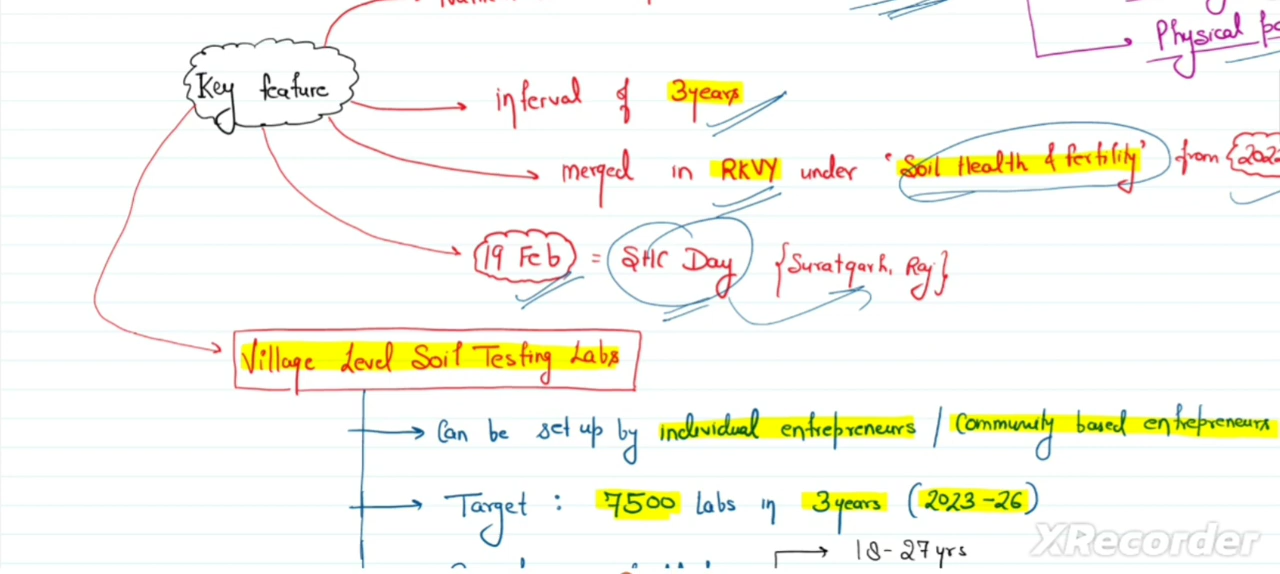 Physical
Key feature
interval of 3years
merged in RKVY under 'Soil Health & fertility' from {2022
19 Feb = SHC Day {Suratgarh, Raj}
Village Level Soil Testing Labs
Can be set up by individual entrepreneurs / Community based entrepreneurs
Target : 7500 Labs in 3years (2023-26)
18-27yrs
XRecorder